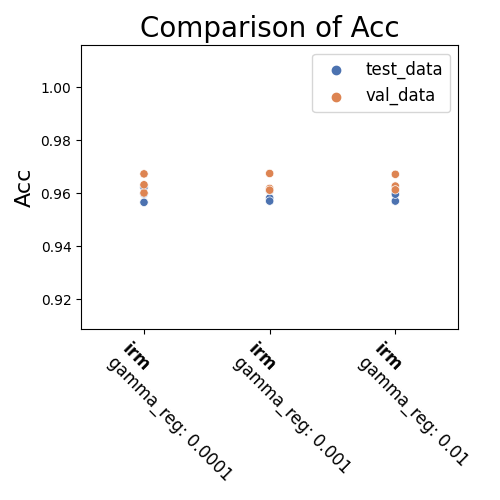 Comparison of Acc
test_data
val_data
Acc
1.00
0.98
0.96
0.94
0.92
irm
gamma_reg: 0.0001
irm
gamma_reg: 0.001
irm
gamma_reg: 0.01